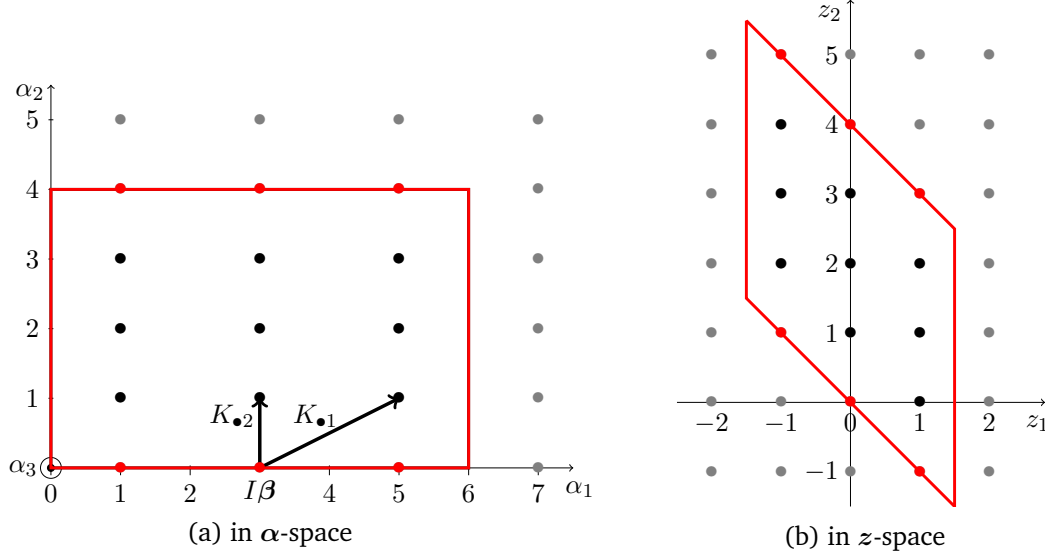 α₂
5
4
3
2
1
α₃
K•2
K•1
0
1
2
Iβ
4
5
6
7
α₁
(a) in α-space
z₂
5
4
3
2
1
−2
−1
0
1
2
z₁
−1
(b) in z-space